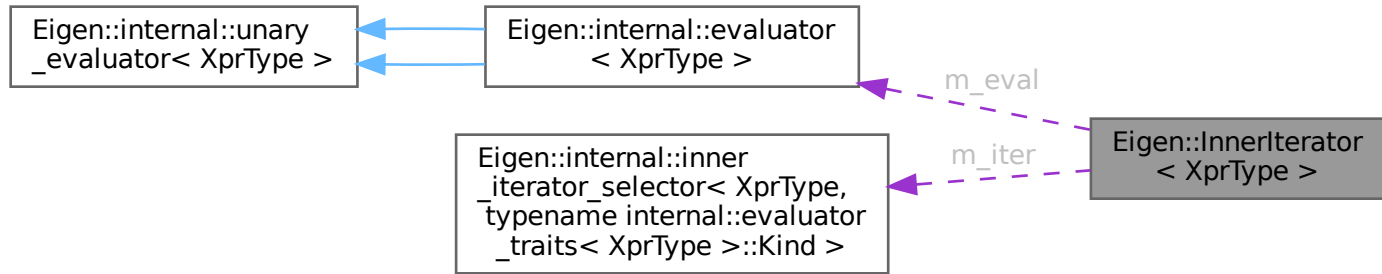 Eigen::internal::unary
_evaluator< XprType >
Eigen::internal::evaluator
< XprType >
m_eval
Eigen::internal::inner
_iterator_selector< XprType,
typename internal::evaluator
_traits< XprType >::Kind >
m_iter
Eigen::InnerIterator
< XprType >